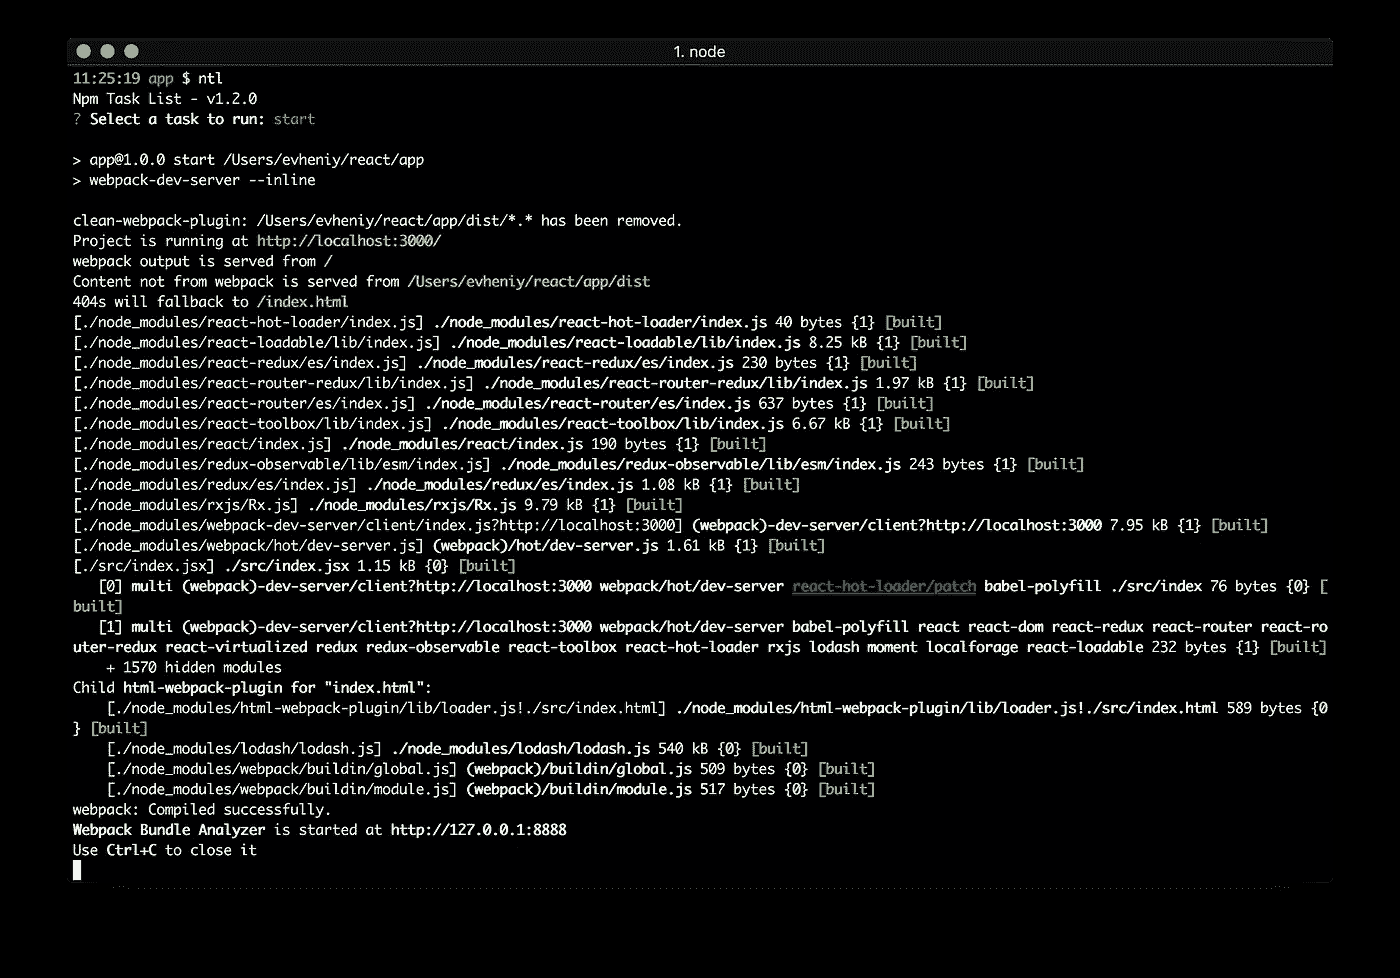 1. node
11:25:19 app $ ntl
Npm Task List - v1.2.0
? Select a task to run: start
> app@1.0.0 start /Users/evheniy/react/app
> webpack-dev-server --inline
clean-webpack-plugin: /Users/evheniy/react/app/dist/*.* has been removed.
Project is running at http://localhost:3000/
webpack output is served from /
Content not from webpack is served from /Users/evheniy/react/app/dist
404s will fallback to /index.html
[./node_modules/react-hot-loader/index.js] ./node_modules/react-hot-loader/index.js 40 bytes {1} [built]
[./node_modules/react-loadable/lib/index.js] ./node_modules/react-loadable/lib/index.js 8.25 kB {1} [built]
[./node_modules/react-redux/es/index.js] ./node_modules/react-redux/es/index.js 230 bytes {1} [built]
[./node_modules/react-router-redux/lib/index.js] ./node_modules/react-router-redux/lib/index.js 1.97 kB {1} [built]
[./node_modules/react-router/es/index.js] ./node_modules/react-router/es/index.js 637 bytes {1} [built]
[./node_modules/react-toolbox/lib/index.js] ./node_modules/react-toolbox/lib/index.js 6.67 kB {1} [built]
[./node_modules/react/index.js] ./node_modules/react/index.js 190 bytes {1} [built]
[./node_modules/redux-observable/lib/esm/index.js] ./node_modules/redux-observable/lib/esm/index.js 243 bytes {1} [built]
[./node_modules/redux/es/index.js] ./node_modules/redux/es/index.js 1.08 kB {1} [built]
[./node_modules/rxjs/Rx.js] ./node_modules/rxjs/Rx.js 9.79 kB {1} [built]
[./node_modules/webpack-dev-server/client/index.js?http://localhost:3000] (webpack)-dev-server/client?http://localhost:3000 7.95 kB {1} [built]
[./node_modules/webpack/hot/dev-server.js] (webpack)/hot/dev-server.js 1.61 kB {1} [built]
[./src/index.jsx] ./src/index.jsx 1.15 kB {0} [built]
[0] multi (webpack)-dev-server/client?http://localhost:3000 webpack/hot/dev-server react-hot-loader/patch babel-polyfill ./src/index 76 bytes {0} [
built]
[1] multi (webpack)-dev-server/client?http://localhost:3000 webpack/hot/dev-server babel-polyfill react react-dom react-redux react-router react-ro
uter-redux react-virtualized redux redux-observable react-toolbox react-hot-loader rxjs lodash moment localforage react-loadable 232 bytes {1} [built]
+ 1570 hidden modules
Child html-webpack-plugin for "index.html":
[./node_modules/html-webpack-plugin/lib/loader.js!./src/index.html] ./node_modules/html-webpack-plugin/lib/loader.js!./src/index.html 589 bytes {0
} [built]
[./node_modules/lodash/lodash.js] ./node_modules/lodash/lodash.js 540 kB {0} [built]
[./node_modules/webpack/buildin/global.js] (webpack)/buildin/global.js 509 bytes {0} [built]
[./node_modules/webpack/buildin/module.js] (webpack)/buildin/module.js 517 bytes {0} [built]
webpack: Compiled successfully.
Webpack Bundle Analyzer is started at http://127.0.0.1:8888
Use Ctrl+C to close it